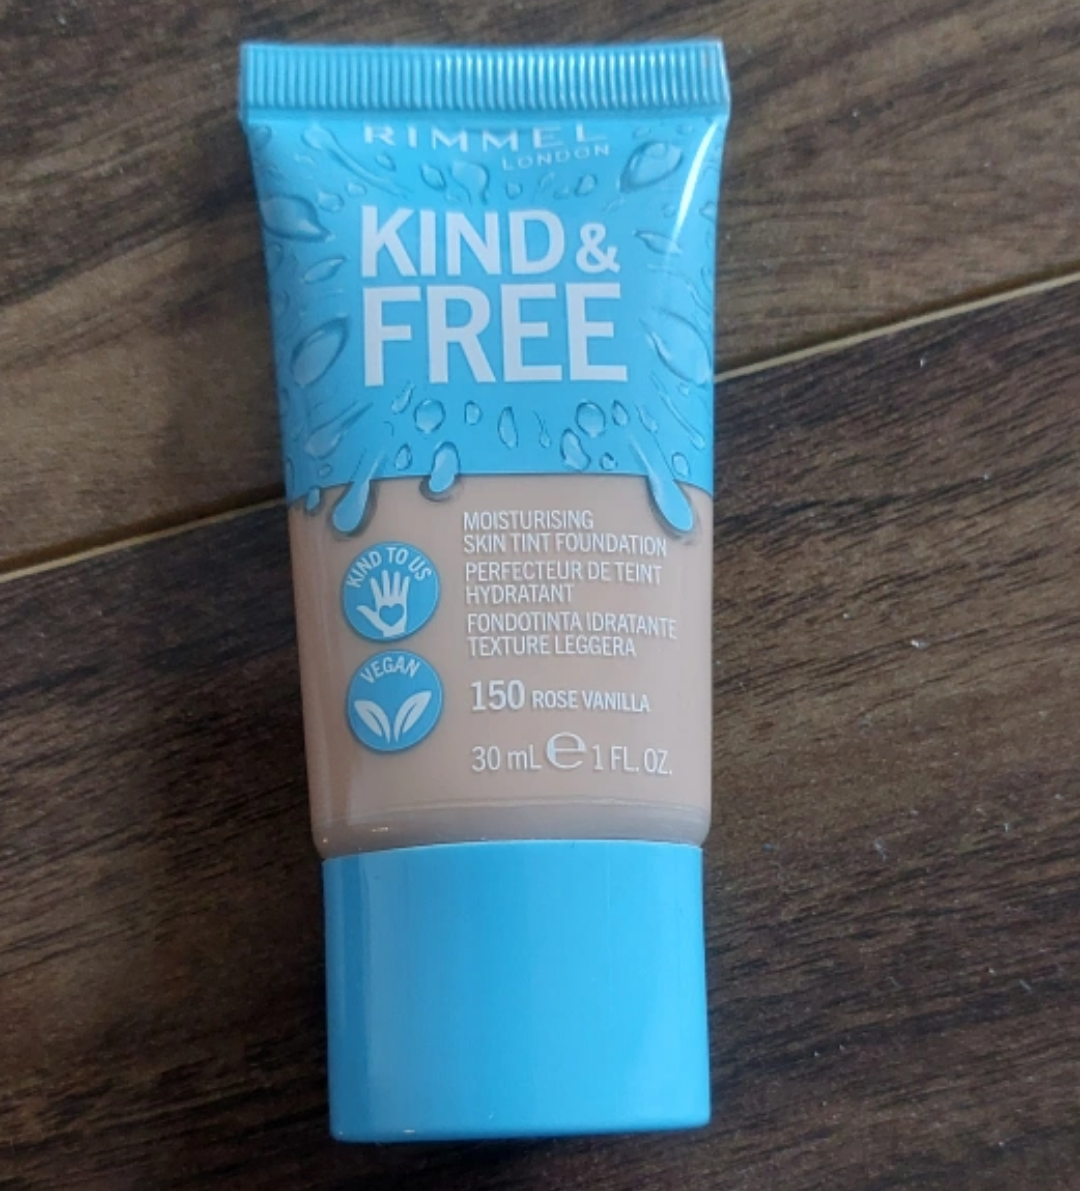 RIMMEL
LONDON
KIND &
FREE
MOISTURISING
SKIN TINT FOUNDATION
PERFECTEUR DE TEINT
HYDRATANT
FONDOTINTA IDRATANTE
TEXTURE LEGGERA
KIND TO US
VEGAN
150 ROSE VANILLA
30 mL e 1 FL. OZ.